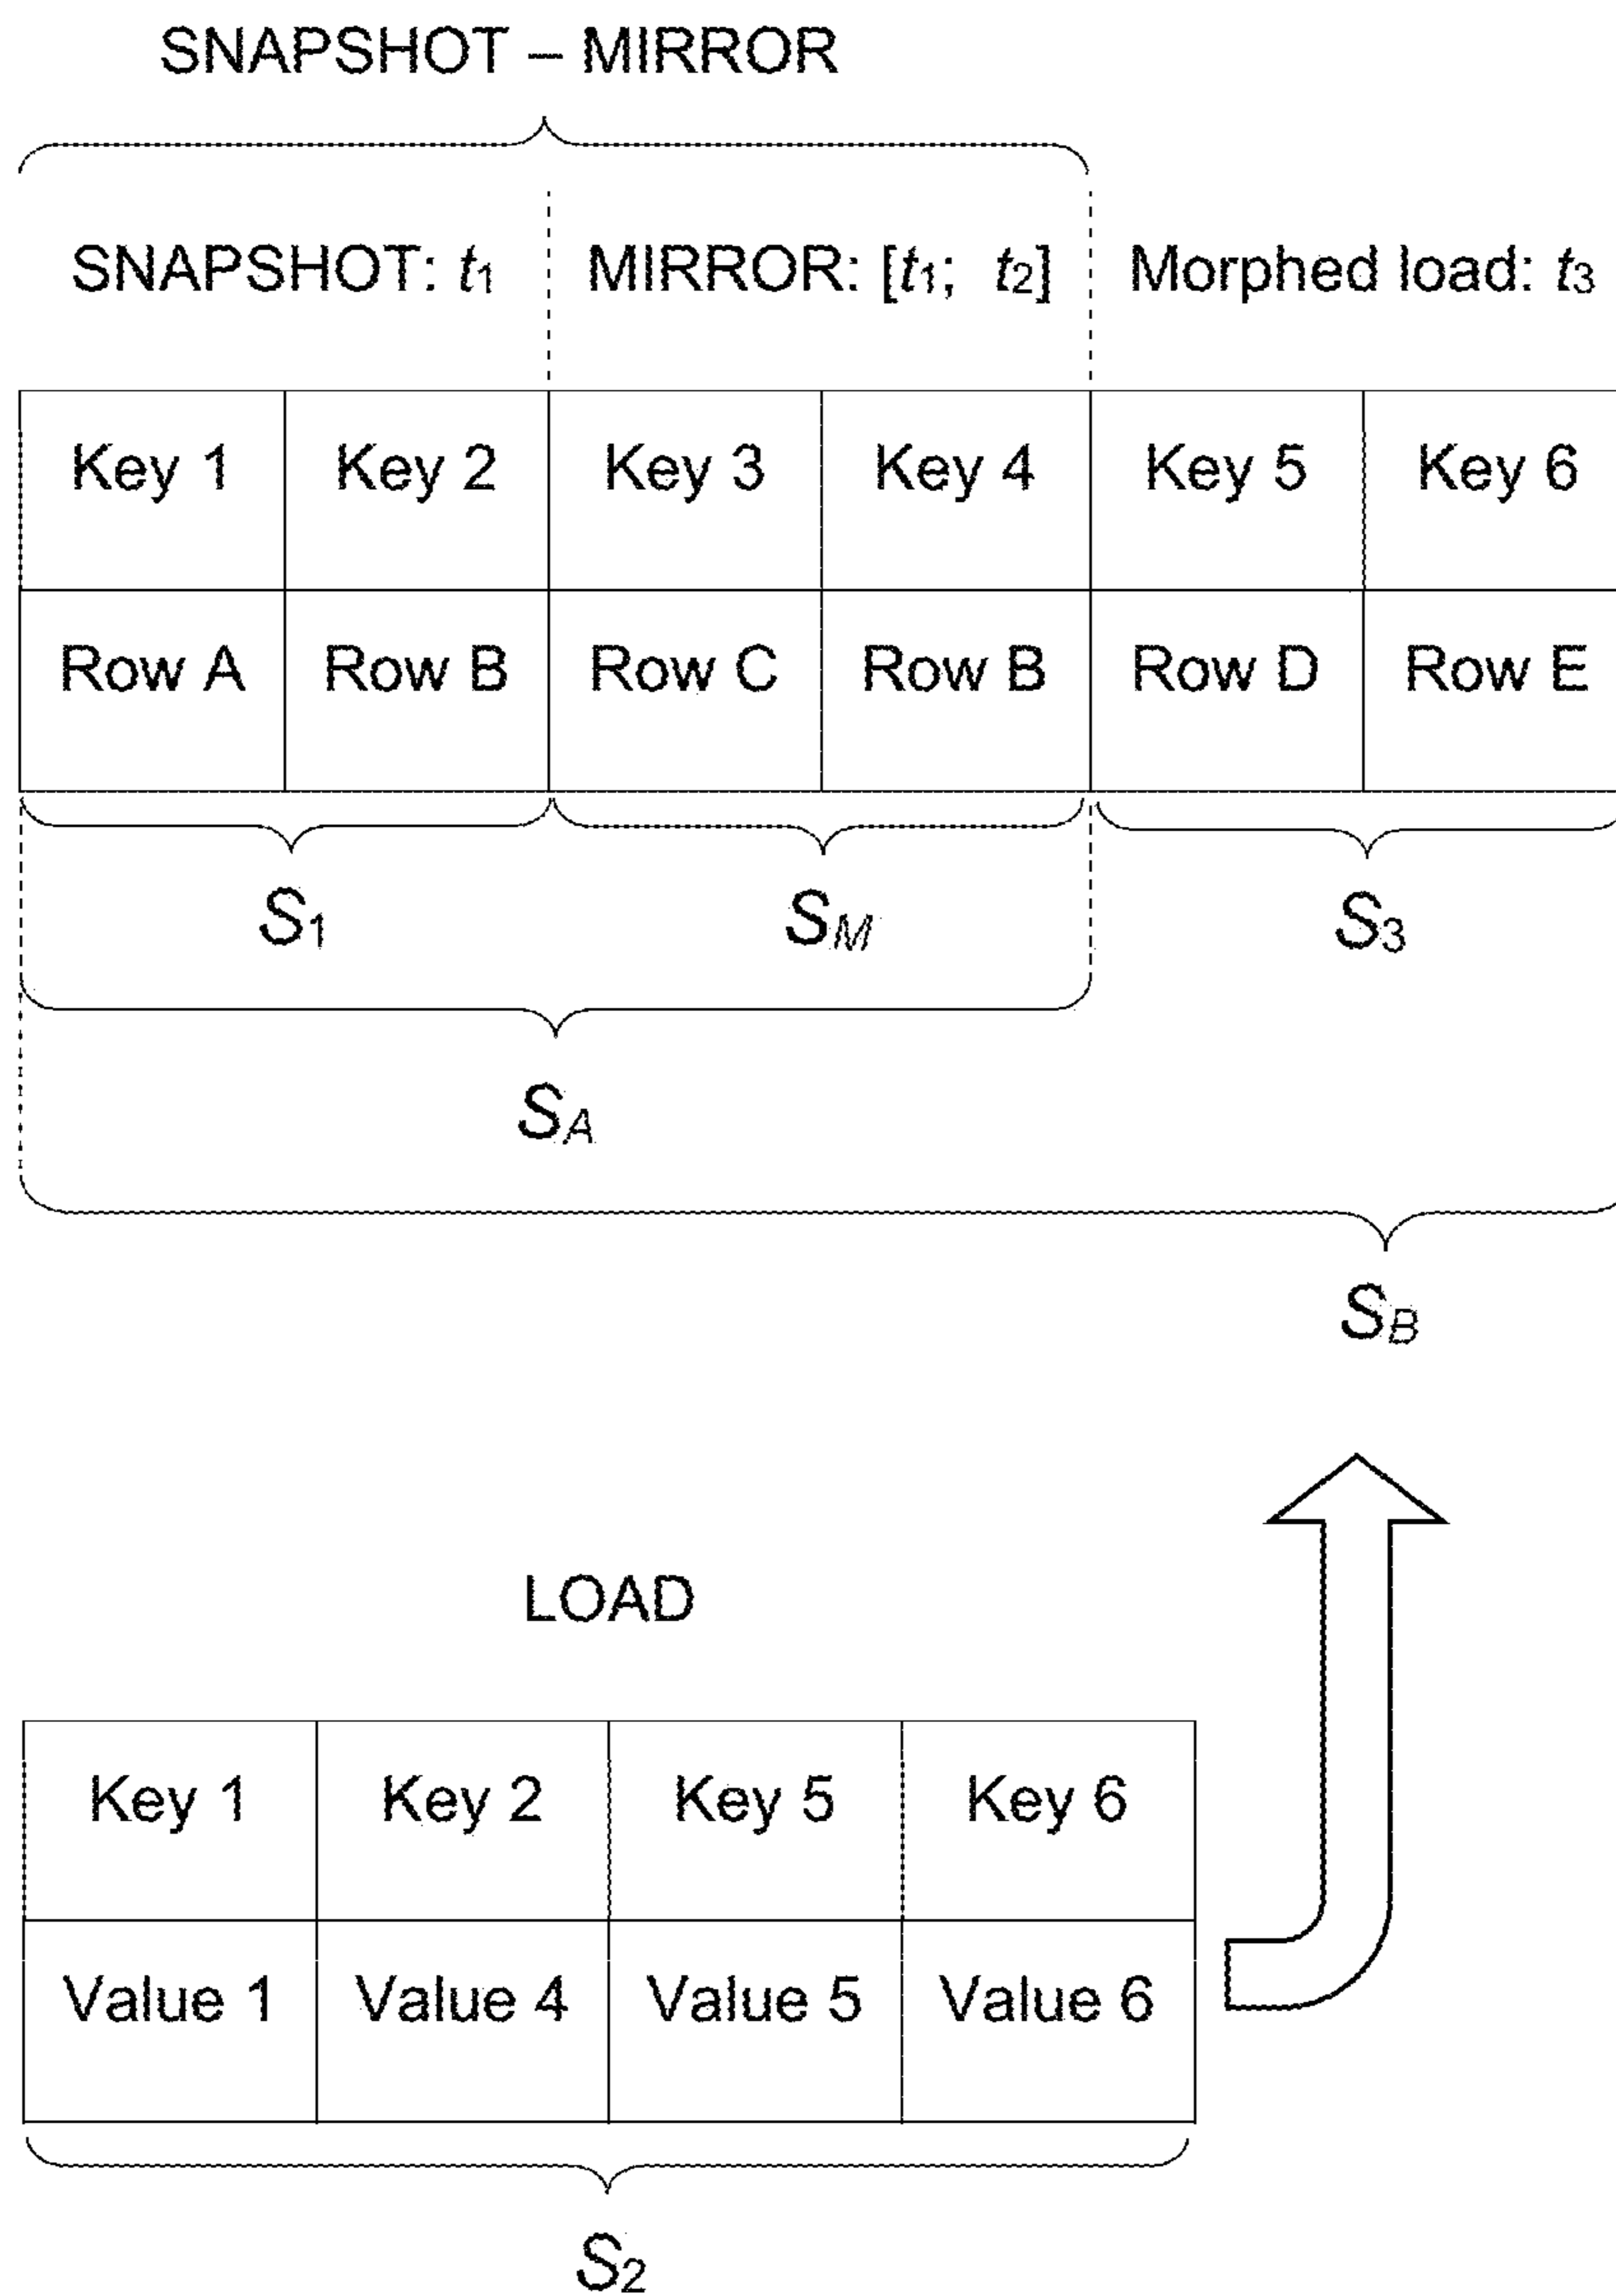 SNAPSHOT – MIRROR
SNAPSHOT: t1 MIRROR: [t1; t2] Morphed load: t3
Key 1 Key 2 Key 3 Key 4 Key 5 Key 6
Row A Row B Row C Row B Row D Row E
S1 SM S3
SA
SB
LOAD
Key 1 Key 2 Key 5 Key 6
Value 1 Value 4 Value 5 Value 6
S2